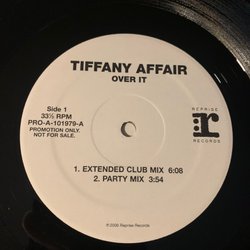 TIFFANY AFFAIR
OVER IT
Side 1
33⅓ RPM
PRO-A-101979-A
PROMOTION ONLY.
NOT FOR SALE.
REPRISE
r
RECORDS
1. EXTENDED CLUB MIX 6:08
2. PARTY MIX 3:54
℗2006 Reprise Records